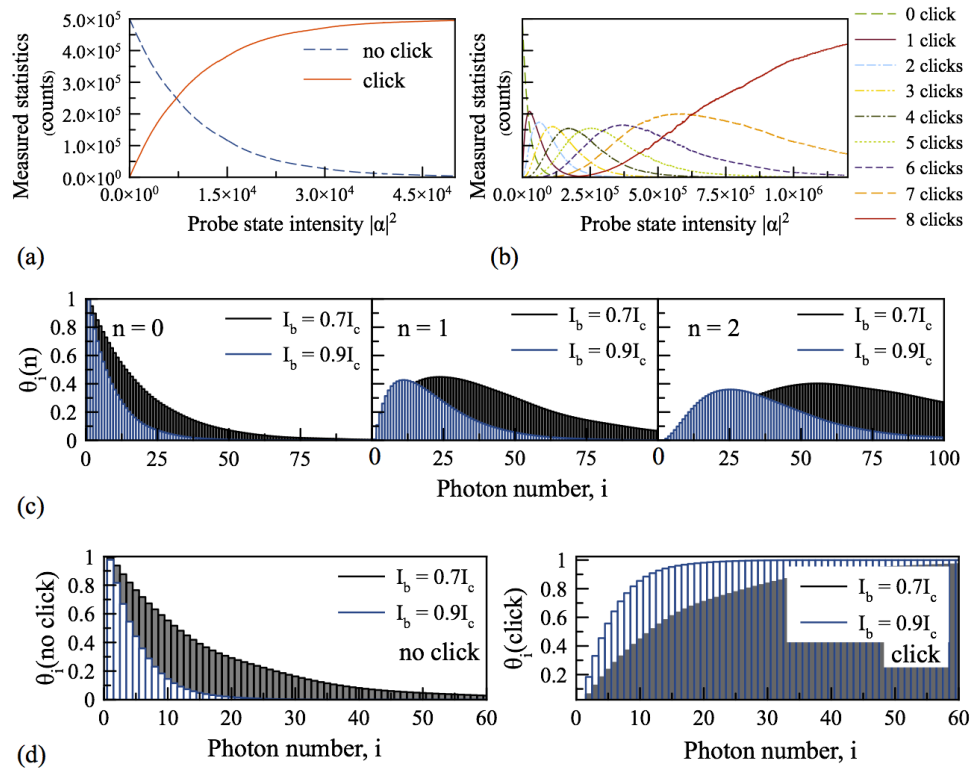 Measured statistics
(counts)
5.0×10⁵
4.0×10⁵
3.0×10⁵
2.0×10⁵
1.0×10⁵
0.0×10⁰
no click
click
0.0×10⁰ 1.5×10⁴ 3.0×10⁴ 4.5×10⁴
Probe state intensity |α|²
(a)
Measured statistics
(counts)
0.0×10⁰ 2.5×10⁵ 5.0×10⁵ 7.5×10⁵ 1.0×10⁶
Probe state intensity |α|²
(b)
0 click
1 click
2 clicks
3 clicks
4 clicks
5 clicks
6 clicks
7 clicks
8 clicks
θᵢ(n)
1
0.8
0.6
0.4
0.2
0
n = 0
I_b = 0.7I_c
I_b = 0.9I_c
n = 1
I_b = 0.7I_c
I_b = 0.9I_c
n = 2
I_b = 0.7I_c
I_b = 0.9I_c
0 25 50 75 0 25 50 75 0 25 50 75 100
Photon number, i
(c)
θᵢ(no click)
1
0.8
0.6
0.4
0.2
0
I_b = 0.7I_c
I_b = 0.9I_c
no click
0 10 20 30 40 50 60
Photon number, i
θᵢ(click)
1
0.8
0.6
0.4
0.2
I_b = 0.7I_c
I_b = 0.9I_c
click
0 10 20 30 40 50 60
Photon number, i
(d)